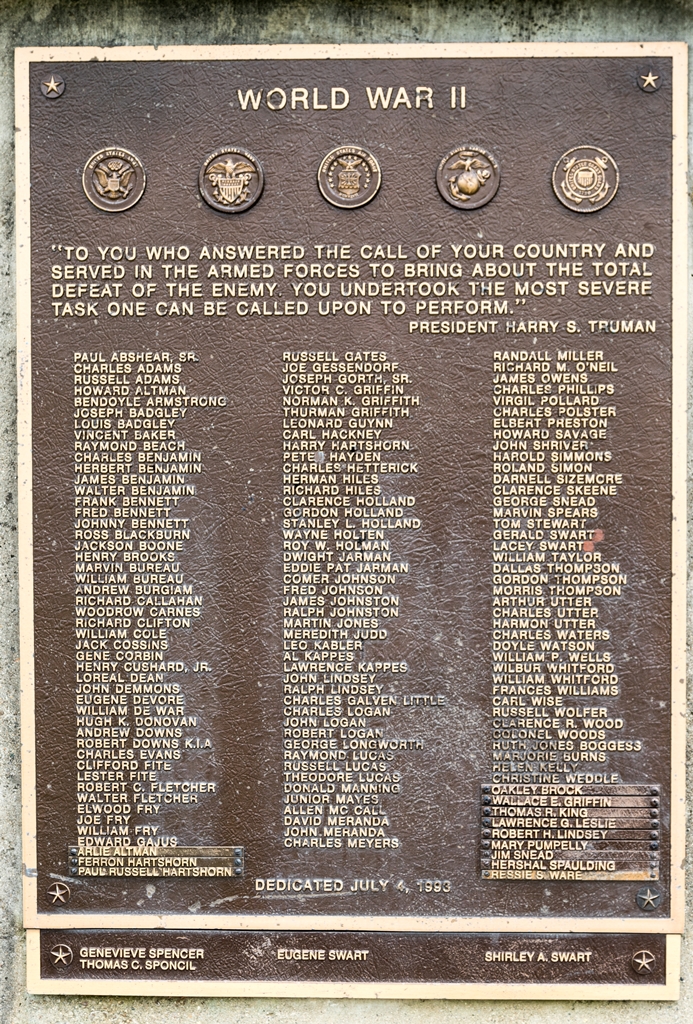 WORLD WAR II
"TO YOU WHO ANSWERED THE CALL OF YOUR COUNTRY AND
SERVED IN THE ARMED FORCES TO BRING ABOUT THE TOTAL
DEFEAT OF THE ENEMY, YOU UNDERTOOK THE MOST SEVERE
TASK ONE CAN BE CALLED UPON TO PERFORM."
PRESIDENT HARRY S. TRUMAN
PAUL ABSHEAR, SR.
CHARLES ADAMS
RUSSELL ADAMS
HOWARD ALTMAN
BENDOYLE ARMSTRONG
JOSEPH BADGLEY
LOUIS BADGLEY
VINCENT BAKER
RAYMOND BEACH
CHARLES BENJAMIN
HERBERT BENJAMIN
JAMES BENJAMIN
WALTER BENJAMIN
FRANK BENNETT
FRED BENNETT
JOHNNY BENNETT
ROSS BLACKBURN
JACKSON BOONE
HENRY BROOKS
MARVIN BUREAU
WILLIAM BUREAU
ANDREW BURGIAM
RICHARD CALLAHAN
WOODROW CARNES
RICHARD CLIFTON
WILLIAM COLE
JACK COSSINS
GENE CORBIN
HENRY CUSHARD, JR.
LOREAL DEAN
JOHN DEMMONS
EUGENE DEVORE
WILLIAM DE WAR
HUGH K. DONOVAN
ANDREW DOWNS
ROBERT DOWNS K.I.A
CHARLES EVANS
CLIFFORD FITE
LESTER FITE
ROBERT C. FLETCHER
WALTER FLETCHER
ELWOOD FRY
JOE FRY
WILLIAM FRY
EDWARD GAJUS
ARLIE ALTMAN
FERRON HARTSHORN
PAUL RUSSELL HARTSHORN
RUSSELL GATES
JOE GESSENDORF
JOSEPH GORTH, SR.
VICTOR C. GRIFFIN
NORMAN K. GRIFFITH
THURMAN GRIFFITH
LEONARD GUYNN
CARL HACKNEY
HARRY HARTSHORN
PETE HAYDEN
CHARLES HETTERICK
HERMAN HILES
RICHARD HILES
CLARENCE HOLLAND
GORDON HOLLAND
STANLEY L. HOLLAND
WAYNE HOLTEN
ROY W. HOLMAN
DWIGHT JARMAN
EDDIE PAT JARMAN
COMER JOHNSON
FRED JOHNSON
JAMES JOHNSTON
RALPH JOHNSTON
MARTIN JONES
MEREDITH JUDD
LEO KABLER
AL KAPPES
LAWRENCE KAPPES
JOHN LINDSEY
RALPH LINDSEY
CHARLES GALVEN LITTLE
CHARLES LOGAN
JOHN LOGAN
ROBERT LOGAN
GEORGE LONGWORTH
RAYMOND LUCAS
RUSSELL LUCAS
THEODORE LUCAS
DONALD MANNING
JUNIOR MAYES
ALLEN MC CALL
DAVID MERANDA
JOHN MERANDA
CHARLES MEYERS
RANDALL MILLER
RICHARD M. O'NEIL
JAMES OWENS
CHARLES PHILLIPS
VIRGIL POLLARD
CHARLES POLSTER
ELBERT PRESTON
HOWARD SAVAGE
JOHN SHRIVER
HAROLD SIMMONS
ROLAND SIMON
DARNELL SIZEMORE
CLARENCE SKEENE
GEORGE SNEAD
MARVIN SPEARS
TOM STEWART
GERALD SWART
LACEY SWART
WILLIAM TAYLOR
DALLAS THOMPSON
GORDON THOMPSON
MORRIS THOMPSON
ARTHUR UTTER
CHARLES UTTER
HARMON UTTER
CHARLES WATERS
DOYLE WATSON
WILLIAM P. WELLS
WILBUR WHITFORD
WILLIAM WHITFORD
FRANCES WILLIAMS
CARL WISE
RUSSELL WOLFER
CLARENCE R. WOOD
COLONEL WOODS
RUTH JONES BOGGESS
MARJORIE BURNS
HELEN KELLY
CHRISTINE WEDDLE
OAKLEY BROCK
WALLACE E. GRIFFIN
THOMAS R. KING
LAWRENCE G. LESLIE
ROBERT H. LINDSEY
MARY PUMPELLY
JIM SNEAD
HERSHAL SPAULDING
RESSIE S. WARE
DEDICATED JULY 4, 1993
GENEVIEVE SPENCER
THOMAS C. SPONCIL
EUGENE SWART
SHIRLEY A. SWART